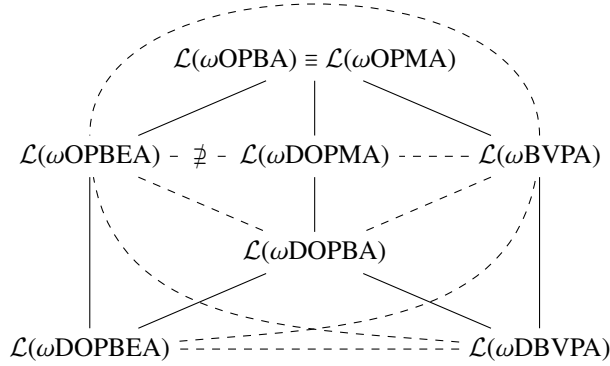 ℒ(ωOPBA) ≡ ℒ(ωOPMA)
ℒ(ωOPBEA) ⊉ ℒ(ωDOPMA) ℒ(ωBVPA)
ℒ(ωDOPBA)
ℒ(ωDOPBEA) ℒ(ωDBVPA)